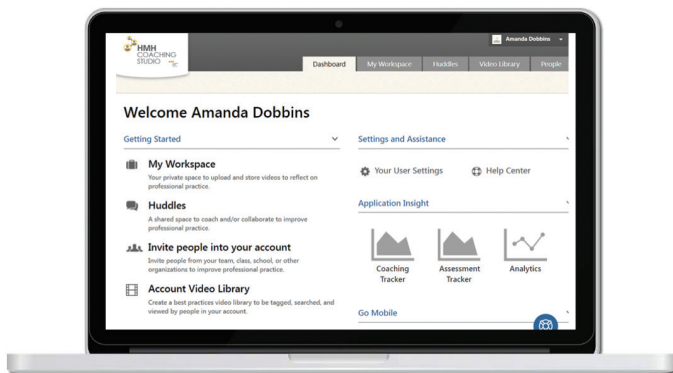 HMH
COACHING
STUDIO
Amanda Dobbins
Dashboard
My Workspace
Huddles
Video Library
People
Welcome Amanda Dobbins
Getting Started
My Workspace
Your private space to upload and store videos to reflect on
professional practice.
Huddles
A shared space to coach and/or collaborate to improve
professional practice.
Invite people into your account
Invite people from your team, class, school, or other
organizations to improve professional practice.
Account Video Library
Create a best practices video library to be tagged, searched, and
viewed by people in your account.
Settings and Assistance
Your User Settings
Help Center
Application Insight
Coaching
Tracker
Assessment
Tracker
Analytics
Go Mobile